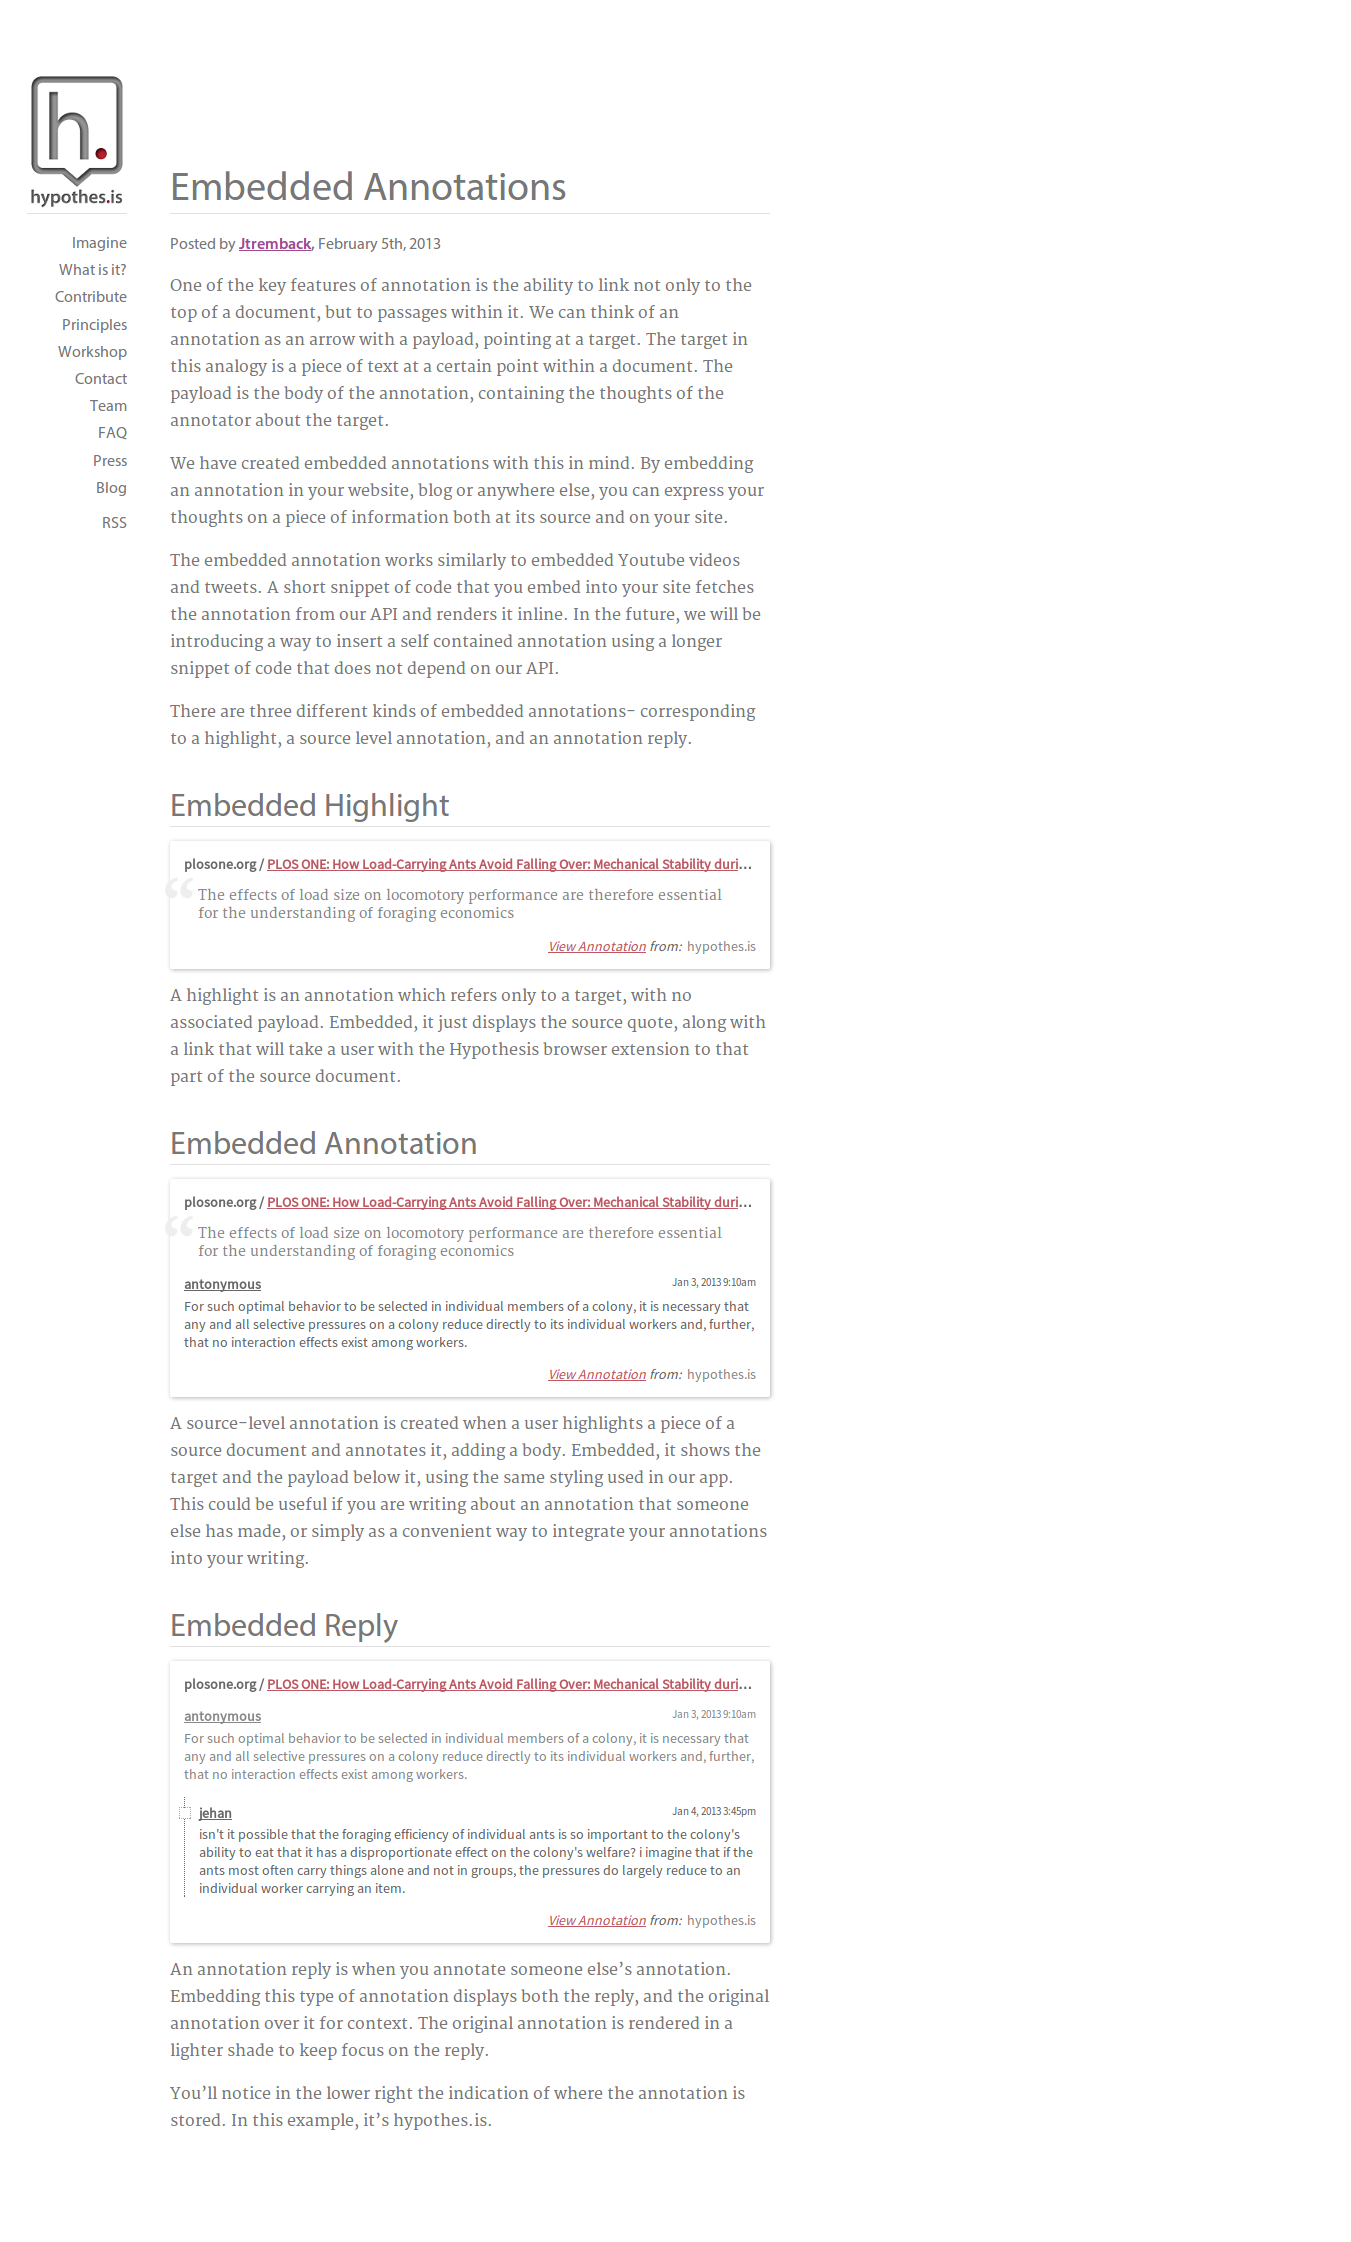 h.
hypothes.is
Imagine
What is it?
Contribute
Principles
Workshop
Contact
Team
FAQ
Press
Blog
RSS
Embedded Annotations
Posted by Jtremback, February 5th, 2013
One of the key features of annotation is the ability to link not only to the
top of a document, but to passages within it. We can think of an
annotation as an arrow with a payload, pointing at a target. The target in
this analogy is a piece of text at a certain point within a document. The
payload is the body of the annotation, containing the thoughts of the
annotator about the target.
We have created embedded annotations with this in mind. By embedding
an annotation in your website, blog or anywhere else, you can express your
thoughts on a piece of information both at its source and on your site.
The embedded annotation works similarly to embedded Youtube videos
and tweets. A short snippet of code that you embed into your site fetches
the annotation from our API and renders it inline. In the future, we will be
introducing a way to insert a self contained annotation using a longer
snippet of code that does not depend on our API.
There are three different kinds of embedded annotations- corresponding
to a highlight, a source level annotation, and an annotation reply.
Embedded Highlight
plosone.org / PLOS ONE: How Load-Carrying Ants Avoid Falling Over: Mechanical Stability duri…
“ The effects of load size on locomotory performance are therefore essential
for the understanding of foraging economics
View Annotation from: hypothes.is
A highlight is an annotation which refers only to a target, with no
associated payload. Embedded, it just displays the source quote, along with
a link that will take a user with the Hypothesis browser extension to that
part of the source document.
Embedded Annotation
plosone.org / PLOS ONE: How Load-Carrying Ants Avoid Falling Over: Mechanical Stability duri…
“ The effects of load size on locomotory performance are therefore essential
for the understanding of foraging economics
antonymous Jan 3, 2013 9:10am
For such optimal behavior to be selected in individual members of a colony, it is necessary that
any and all selective pressures on a colony reduce directly to its individual workers and, further,
that no interaction effects exist among workers.
View Annotation from: hypothes.is
A source-level annotation is created when a user highlights a piece of a
source document and annotates it, adding a body. Embedded, it shows the
target and the payload below it, using the same styling used in our app.
This could be useful if you are writing about an annotation that someone
else has made, or simply as a convenient way to integrate your annotations
into your writing.
Embedded Reply
plosone.org / PLOS ONE: How Load-Carrying Ants Avoid Falling Over: Mechanical Stability duri…
antonymous Jan 3, 2013 9:10am
For such optimal behavior to be selected in individual members of a colony, it is necessary that
any and all selective pressures on a colony reduce directly to its individual workers and, further,
that no interaction effects exist among workers.
jehan Jan 4, 2013 3:45pm
isn't it possible that the foraging efficiency of individual ants is so important to the colony's
ability to eat that it has a disproportionate effect on the colony's welfare? i imagine that if the
ants most often carry things alone and not in groups, the pressures do largely reduce to an
individual worker carrying an item.
View Annotation from: hypothes.is
An annotation reply is when you annotate someone else’s annotation.
Embedding this type of annotation displays both the reply, and the original
annotation over it for context. The original annotation is rendered in a
lighter shade to keep focus on the reply.
You’ll notice in the lower right the indication of where the annotation is
stored. In this example, it’s hypothes.is.